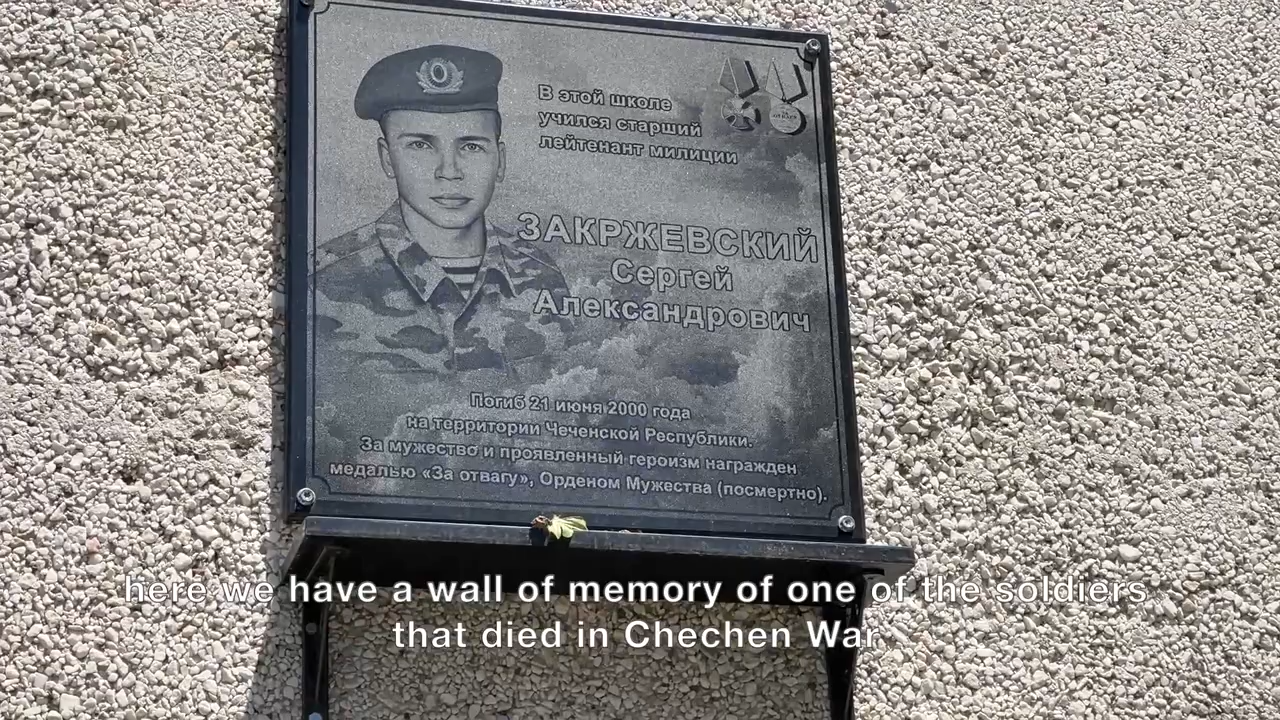 В этой школе
учился старший
лейтенант милиции
ЗАКРЖЕВСКИЙ
Сергей
Александрович
Погиб 21 июня 2000 года
на территории Чеченской Республики.
За мужество и проявленный героизм награжден
медалью «За отвагу», Орденом Мужества (посмертно).
here we have a wall of memory of one of the soldiers
that died in Chechen War